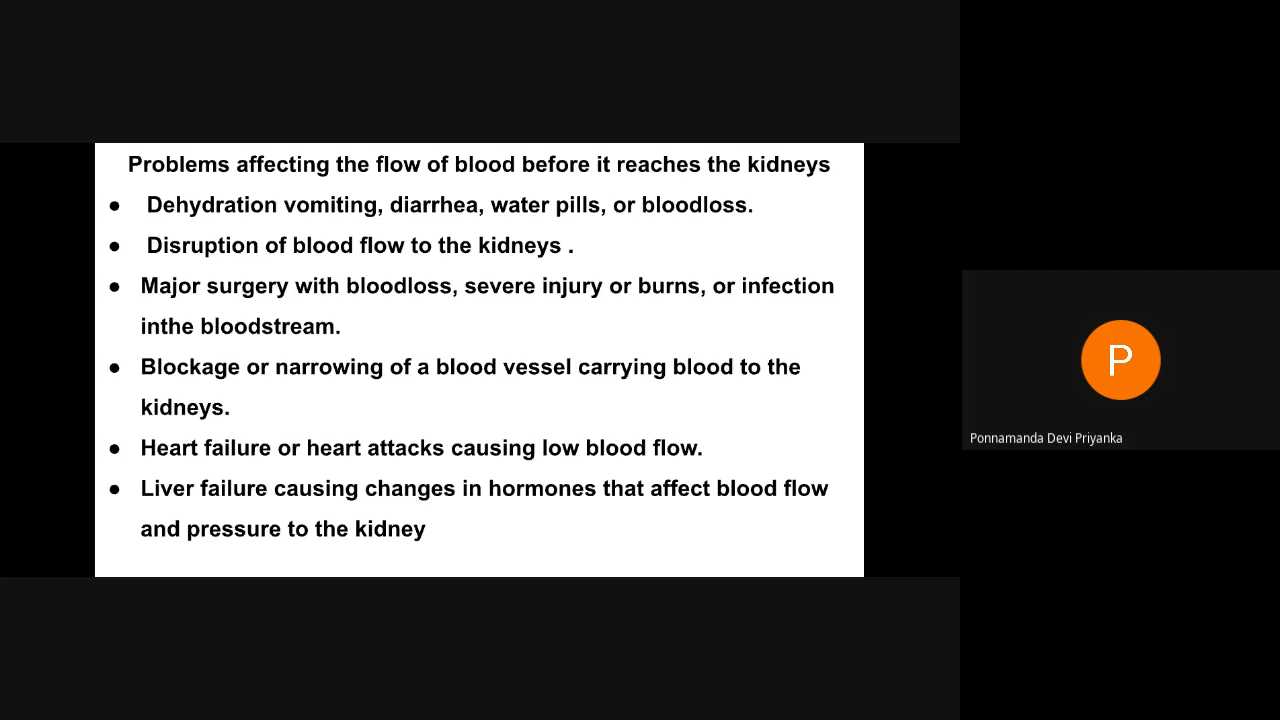 Problems affecting the flow of blood before it reaches the kidneys
● Dehydration vomiting, diarrhea, water pills, or bloodloss.
● Disruption of blood flow to the kidneys .
● Major surgery with bloodloss, severe injury or burns, or infection
inthe bloodstream.
● Blockage or narrowing of a blood vessel carrying blood to the
kidneys.
● Heart failure or heart attacks causing low blood flow.
● Liver failure causing changes in hormones that affect blood flow
and pressure to the kidney
P
Ponnamanda Devi Priyanka